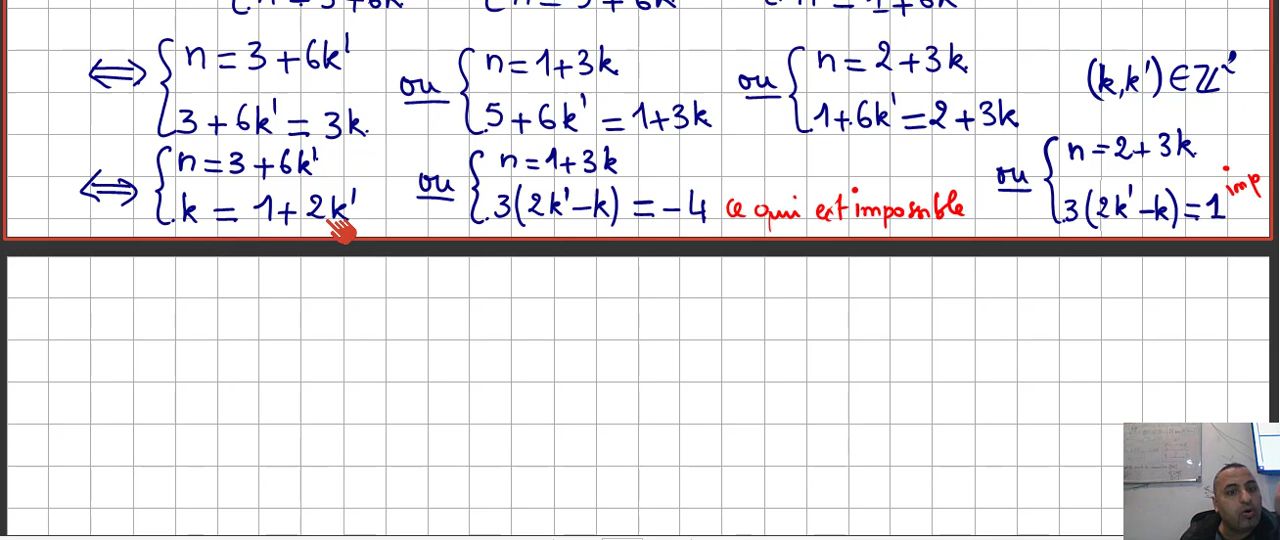 ⟺ { n = 3 + 6k' ou { n = 1 + 3k ou { n = 2 + 3k (k,k') ∈ ℤ²
3 + 6k' = 3k 5 + 6k' = 1 + 3k 1 + 6k' = 2 + 3k
⟺ { n = 3 + 6k' ou { n = 1 + 3k ou { n = 2 + 3k
k = 1 + 2k' 3(2k' - k) = -4 ce qui est impossible 3(2k' - k) = 1 imp